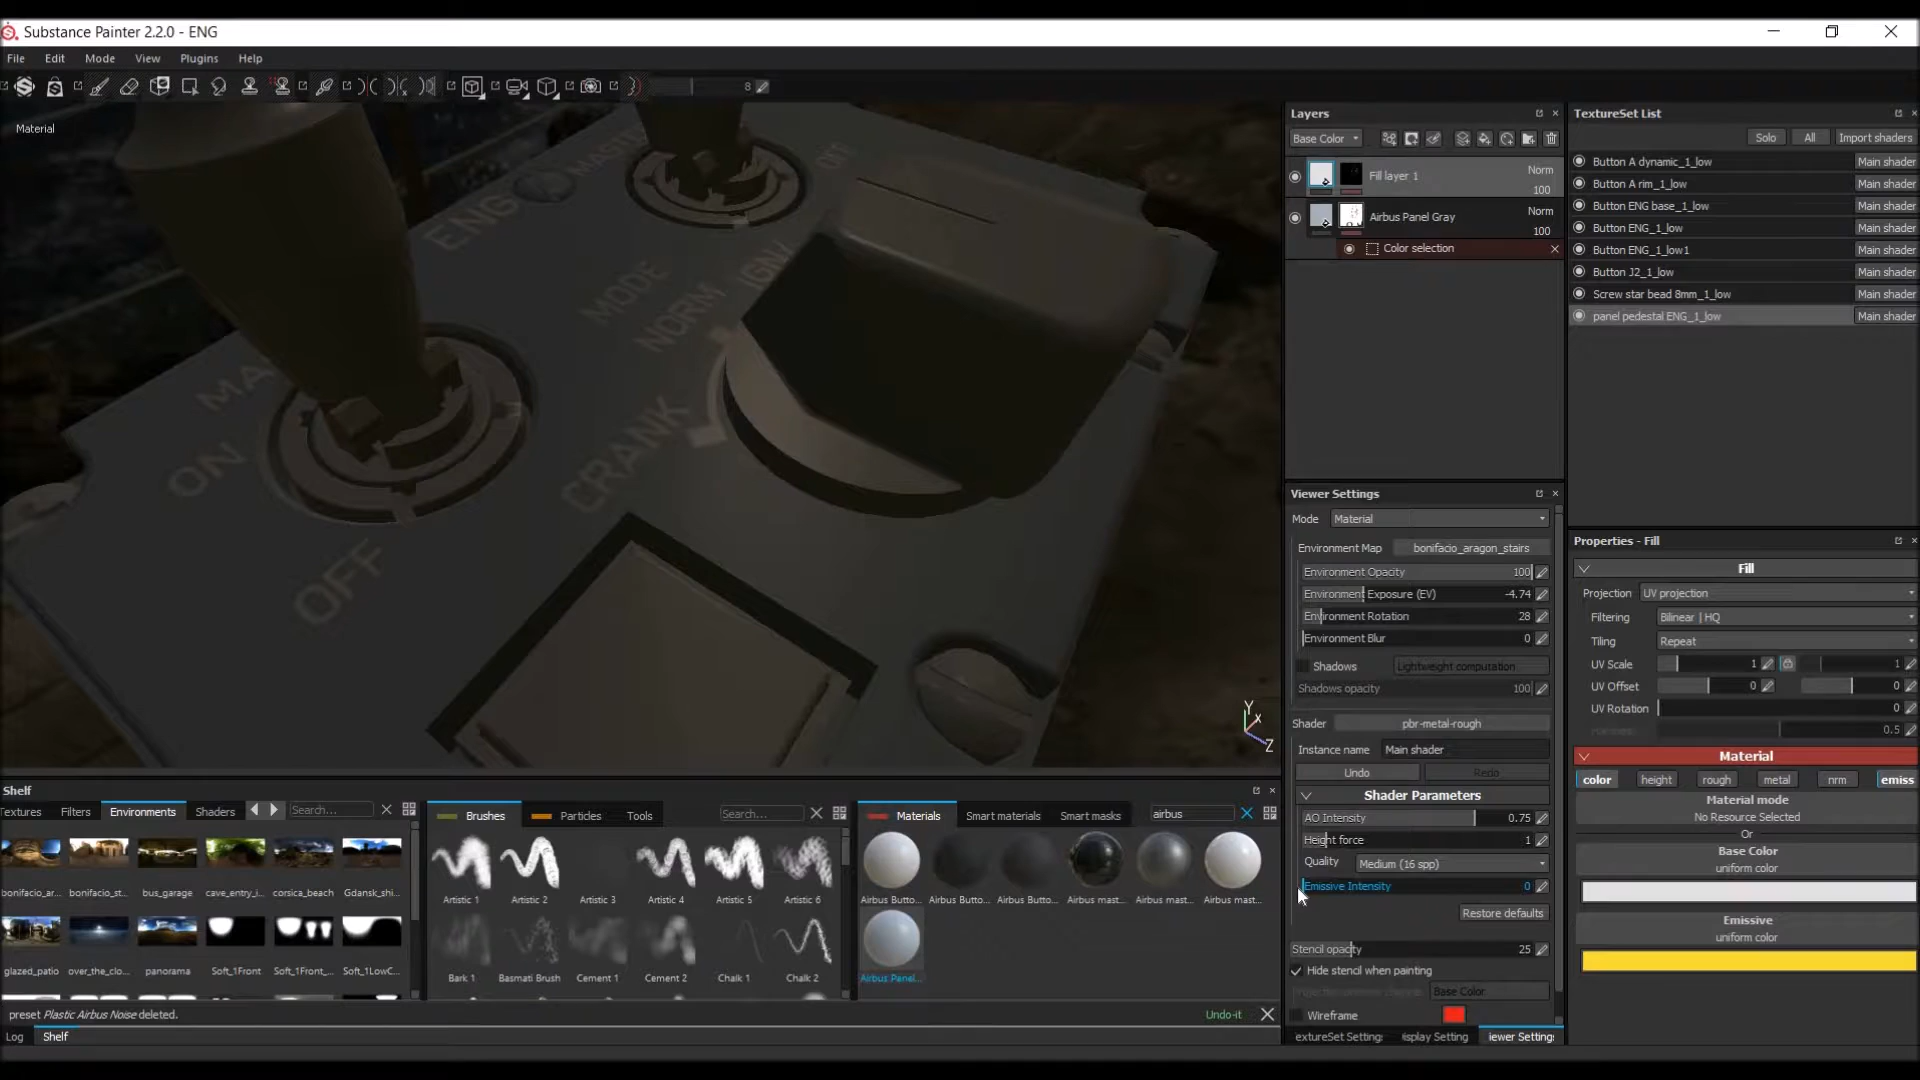 Substance Painter 2.2.0 - ENG
File Edit Mode View Plugins Help
8
Material
ENG
MODE
NORM
IGN
CRANK
ON
OFF
Y
X
Z
Layers
Base Color
Fill layer 1
Norm
100
Airbus Panel Gray
Norm
100
Color selection
TextureSet List
Solo All Import shaders
Button A dynamic_1_low Main shader
Button A rim_1_low Main shader
Button ENG base_1_low Main shader
Button ENG_1_low Main shader
Button ENG_1_low1 Main shader
Button J2_1_low Main shader
Screw star bead 8mm_1_low Main shader
panel pedestal ENG_1_low Main shader
Viewer Settings
Mode Material
Environment Map bonifacio_aragon_stairs
Environment Opacity 100
Environment Exposure (EV) -4.74
Environment Rotation 28
Environment Blur 0
Shadows Lightweight computation
Shadows opacity 100
Shader pbr-metal-rough
Instance name Main shader
Undo Redo
Shader Parameters
AO Intensity 0.75
Height force 1
Quality Medium (16 spp)
Emissive Intensity 0
Restore defaults
Stencil opacity 25
Hide stencil when painting
Base Color
Wireframe
extureSet Settings isplay Setting iewer Settings
Properties - Fill
Fill
Projection UV projection
Filtering Bilinear | HQ
Tiling Repeat
UV Scale 1 1
UV Offset 0 0
UV Rotation 0
0.5
Material
color height rough metal nrm emiss
Material mode
No Resource Selected
Or
Base Color
uniform color
Emissive
uniform color
Shelf
Textures Filters Environments Shaders Search...
bonifacio_ar... bonifacio_st... bus_garage cave_entry_i... corsica_beach Gdansk_shi...
glazed_patio over_the_clo... panorama Soft_1Front Soft_1Front_... Soft_1LowC...
Brushes Particles Tools Search...
Artistic 1 Artistic 2 Artistic 3 Artistic 4 Artistic 5 Artistic 6
Bark 1 Basmati Brush Cement 1 Cement 2 Chalk 1 Chalk 2
Materials Smart materials Smart masks airbus
Airbus Butto... Airbus Butto... Airbus Butto... Airbus mast... Airbus mast... Airbus mast...
Airbus Panel...
preset Plastic Airbus Noise deleted. Undo-it
Log Shelf